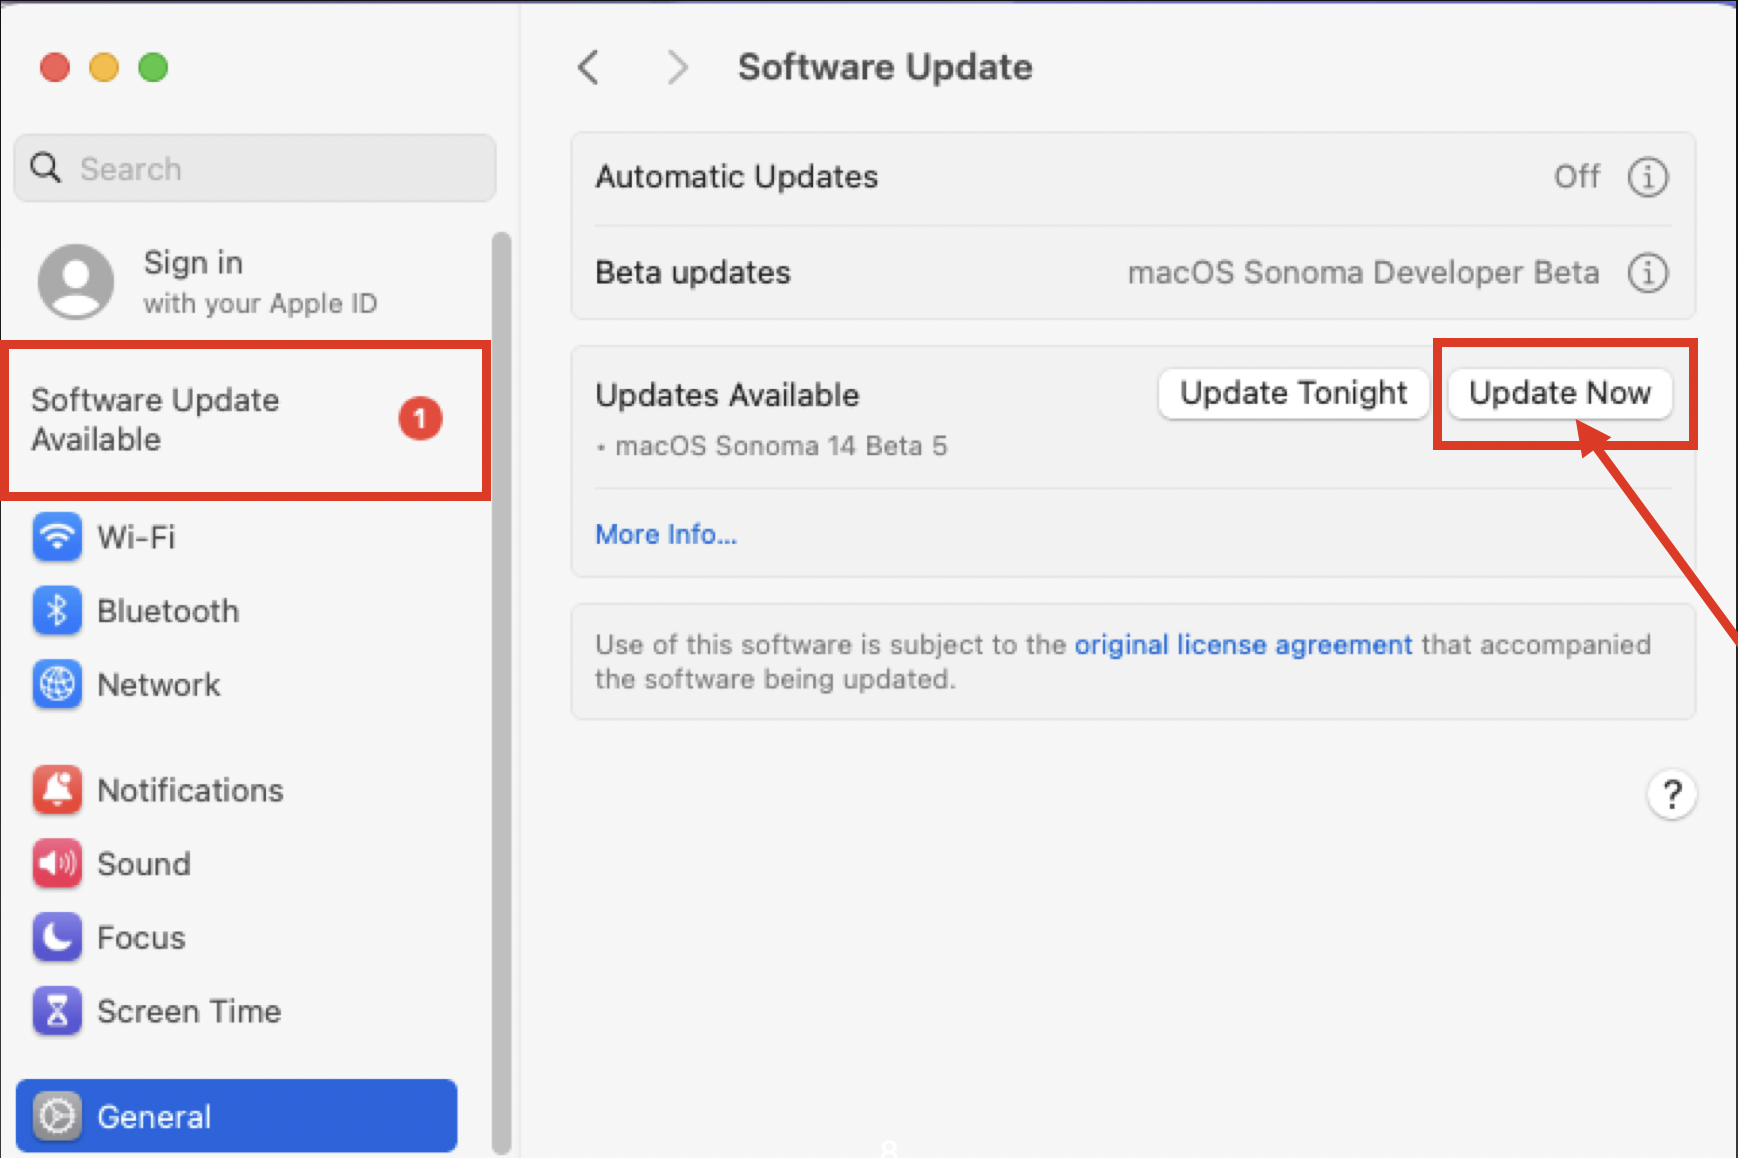 Software Update
Search
Sign in
with your Apple ID
Software Update
Available
1
Wi-Fi
Bluetooth
Network
Notifications
Sound
Focus
Screen Time
General
Automatic Updates Off
Beta updates macOS Sonoma Developer Beta
Updates Available Update Tonight Update Now
• macOS Sonoma 14 Beta 5
More Info...
Use of this software is subject to the original license agreement that accompanied
the software being updated.
?
8